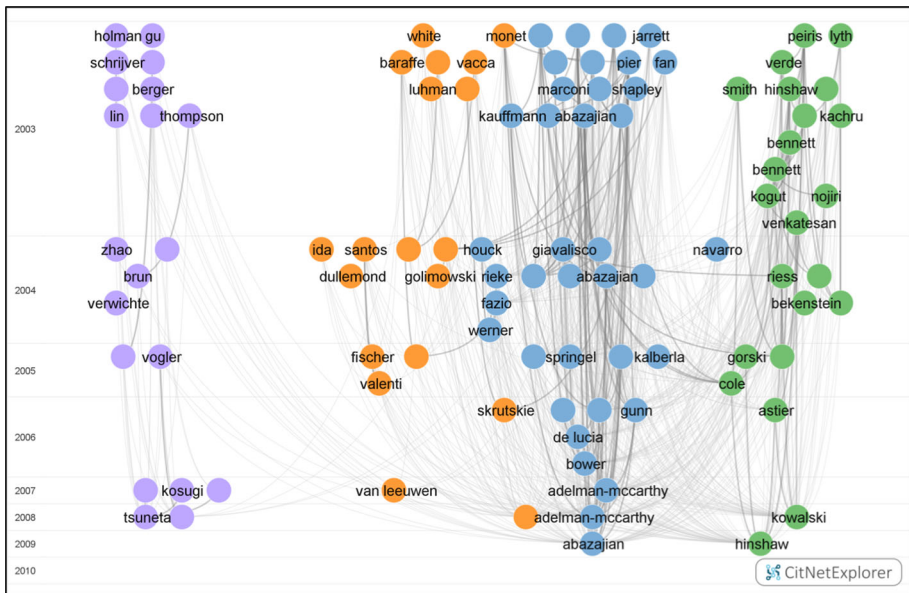 holman gu white monet jarrett peiris lyth
schrijver baraffe vacca pier fan verde
berger luhman marconi shapley smith hinshaw
lin thompson kauffmann abazajian kachru
2003
bennett
bennett
kogut nojiri
venkatesan
zhao ida santos houck giavalisco navarro
brun dullemond golimowski rieke abazajian riess
2004
verwichte fazio bekenstein
werner
vogler fischer springel kalberla gorski
2005
valenti cole
skrutskie gunn astier
2006
de lucia
bower
2007 kosugi van leeuwen adelman-mccarthy
2008 tsuneta adelman-mccarthy kowalski
2009 abazajian hinshaw
2010
CitNetExplorer